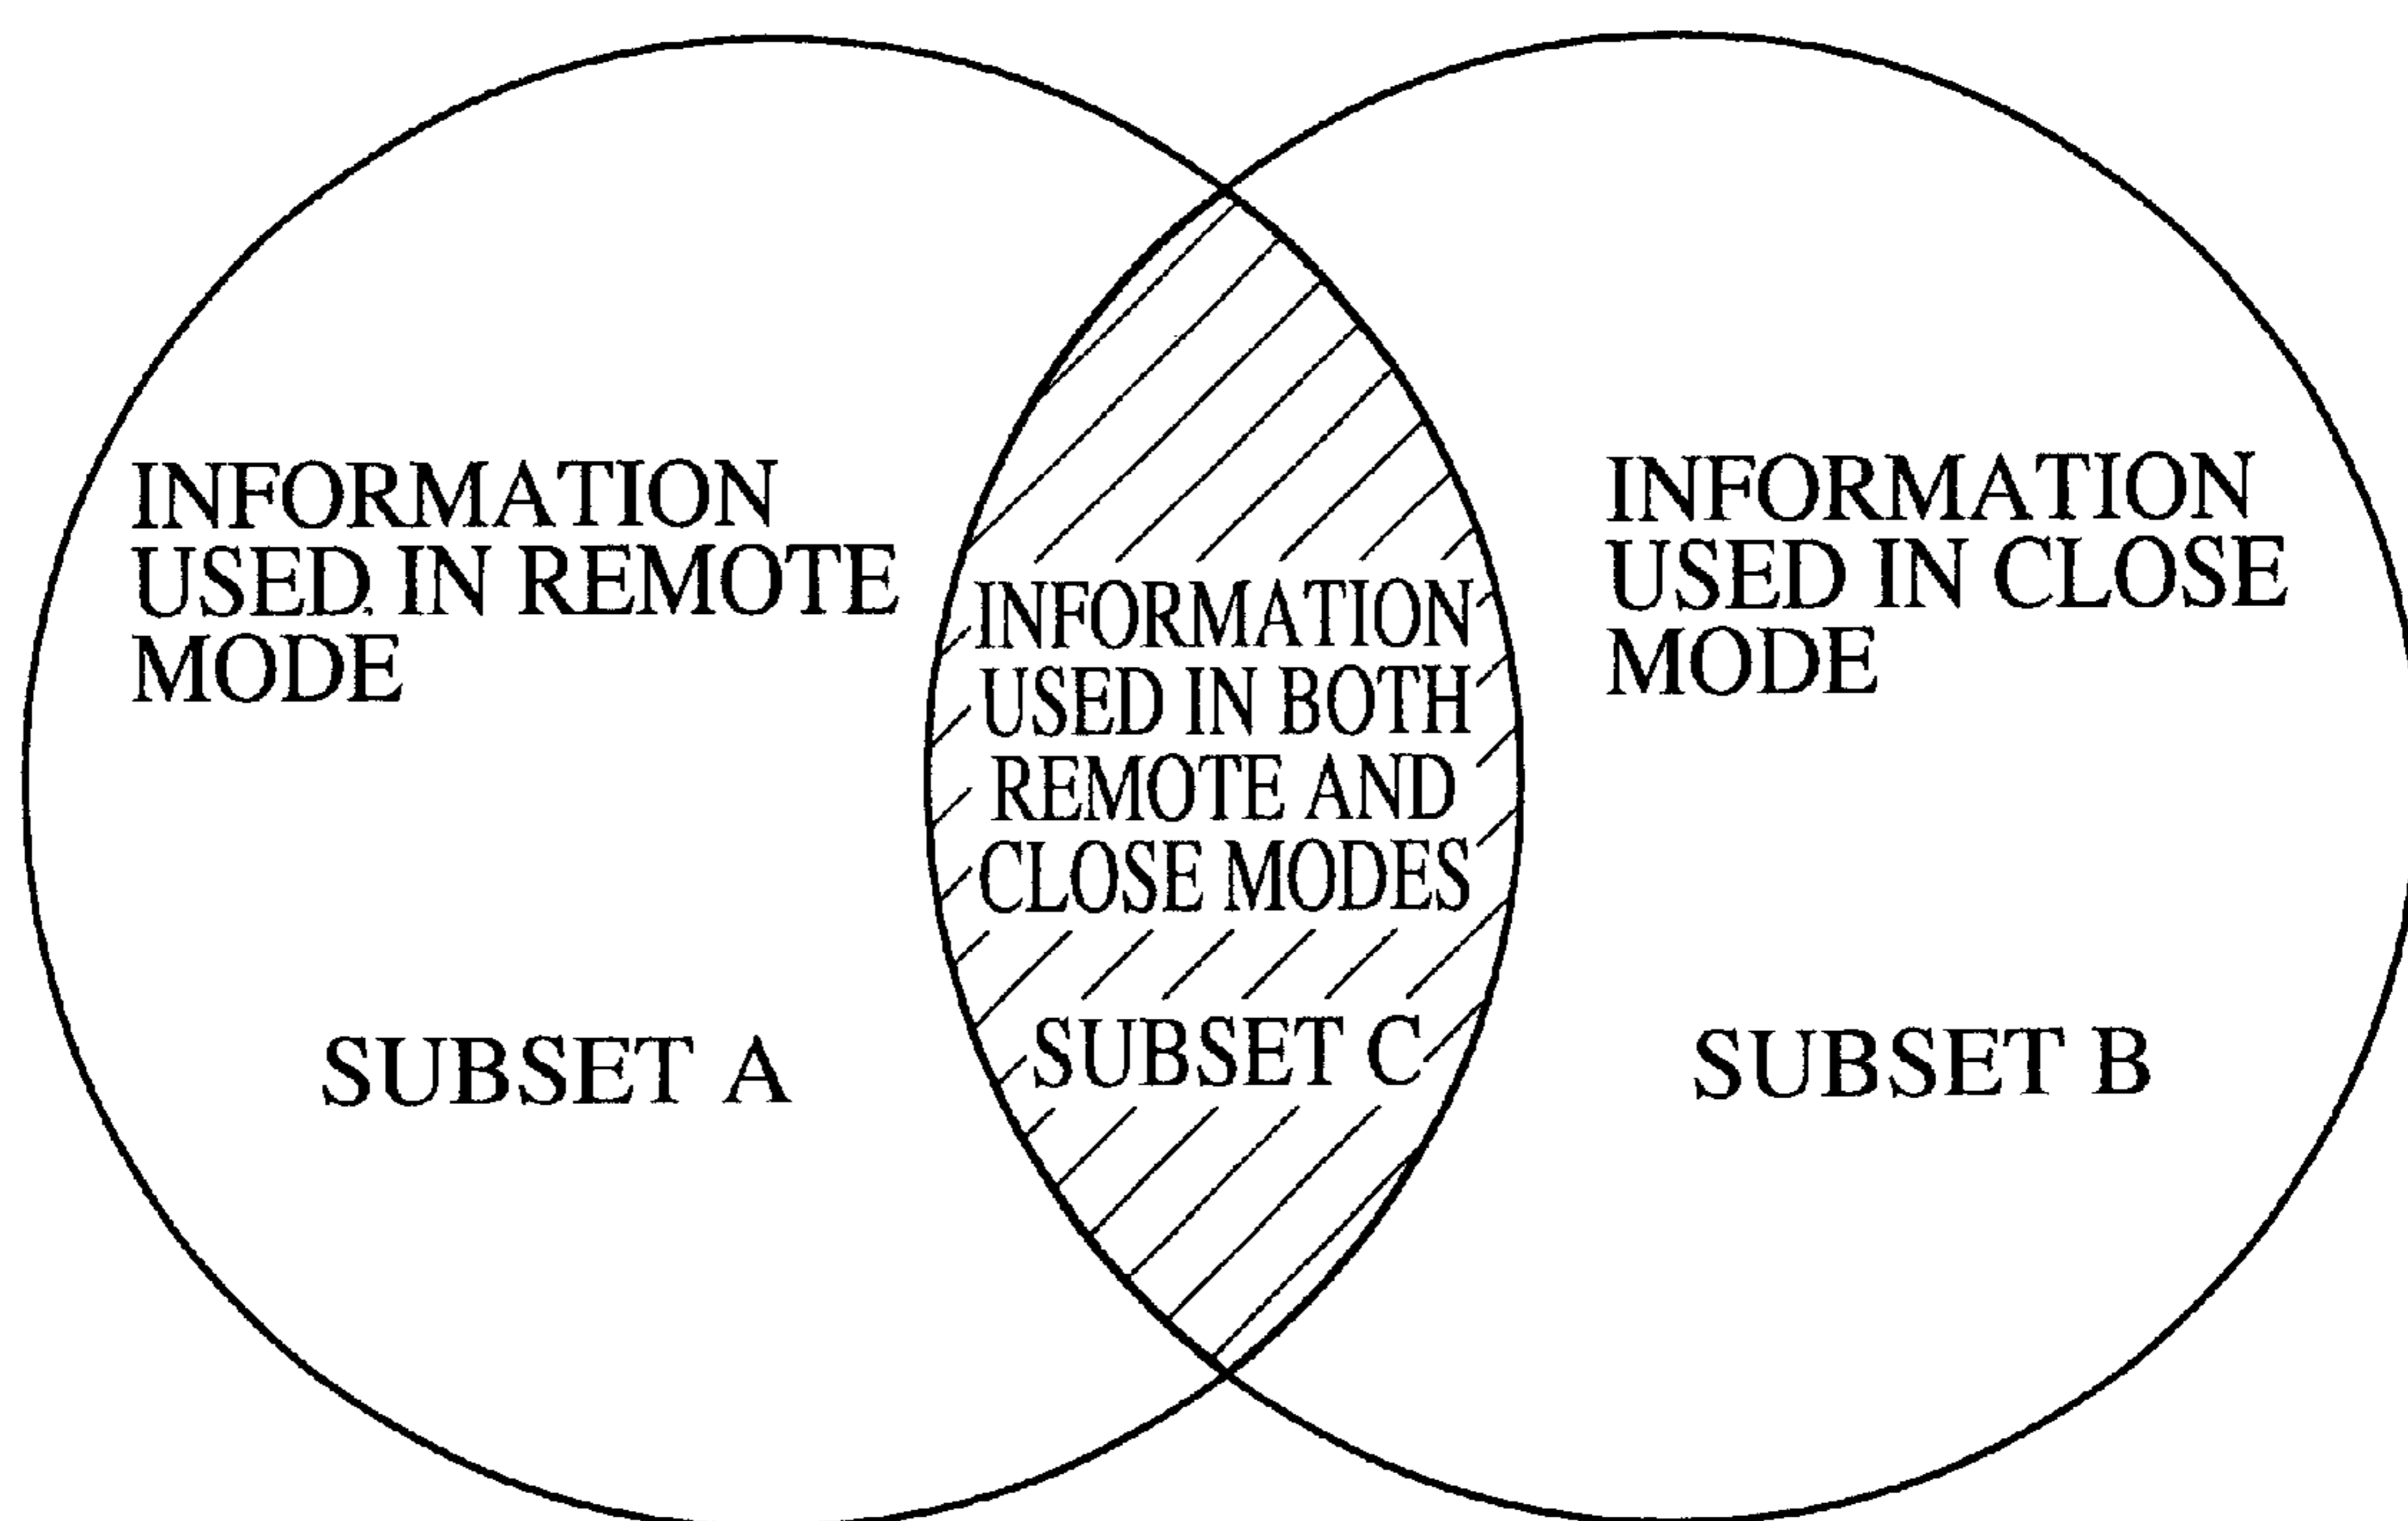 INFORMATION
USED, IN REMOTE
MODE
SUBSET A
INFORMATION
USED IN BOTH
REMOTE AND
CLOSE MODES
SUBSET C
INFORMATION
USED IN CLOSE
MODE
SUBSET B